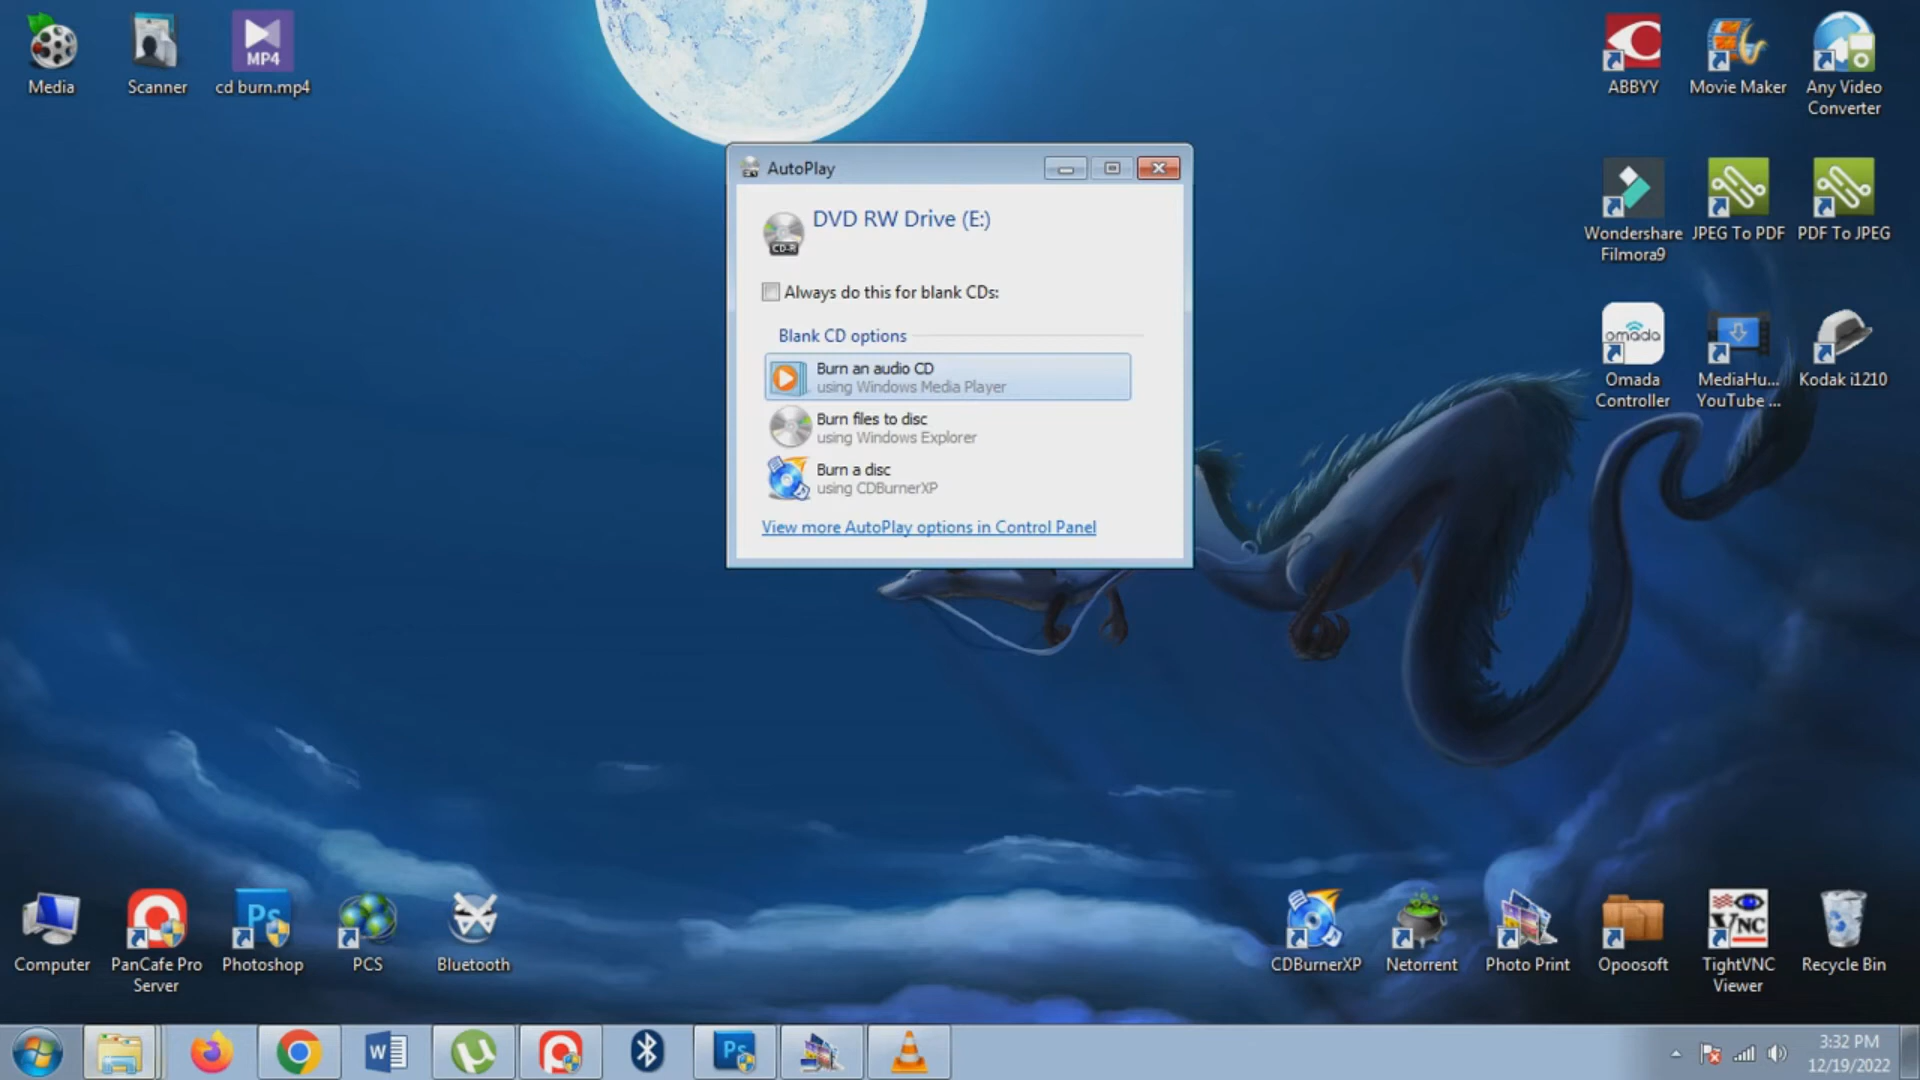 Media
Scanner
MP4
cd burn.mp4
ABBYY
Movie Maker
Any Video
Converter
AutoPlay
DVD RW Drive (E:)
CD-R
Always do this for blank CDs:
Blank CD options
Burn an audio CD
using Windows Media Player
Burn files to disc
using Windows Explorer
Burn a disc
using CDBurnerXP
View more AutoPlay options in Control Panel
Wondershare
Filmora9
JPEG To PDF
PDF To JPEG
omada
Omada
Controller
MediaHu...
YouTube ...
Kodak i1210
Computer
PanCafe Pro
Server
Ps
Photoshop
PCS
Bluetooth
CDBurnerXP
Netorrent
Photo Print
Opoosoft
VNC
TightVNC
Viewer
Recycle Bin
W
Ps
3:32 PM
12/19/2022